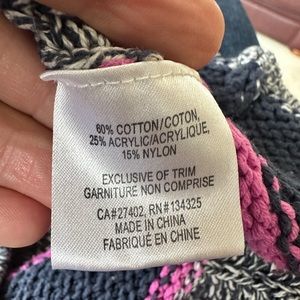 60% COTTON/COTON,
25% ACRYLIC/ACRYLIQUE,
15% NYLON
EXCLUSIVE OF TRIM
GARNITURE NON COMPRISE
CA#27402, RN#134325
MADE IN CHINA
FABRIQUÉ EN CHINE